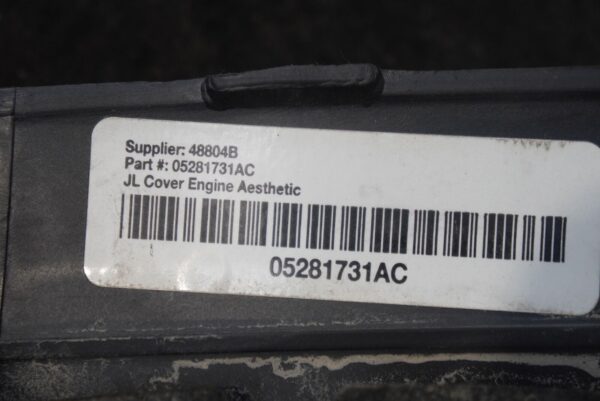 Supplier: 48804B
Part #: 05281731AC
JL Cover Engine Aesthetic
05281731AC